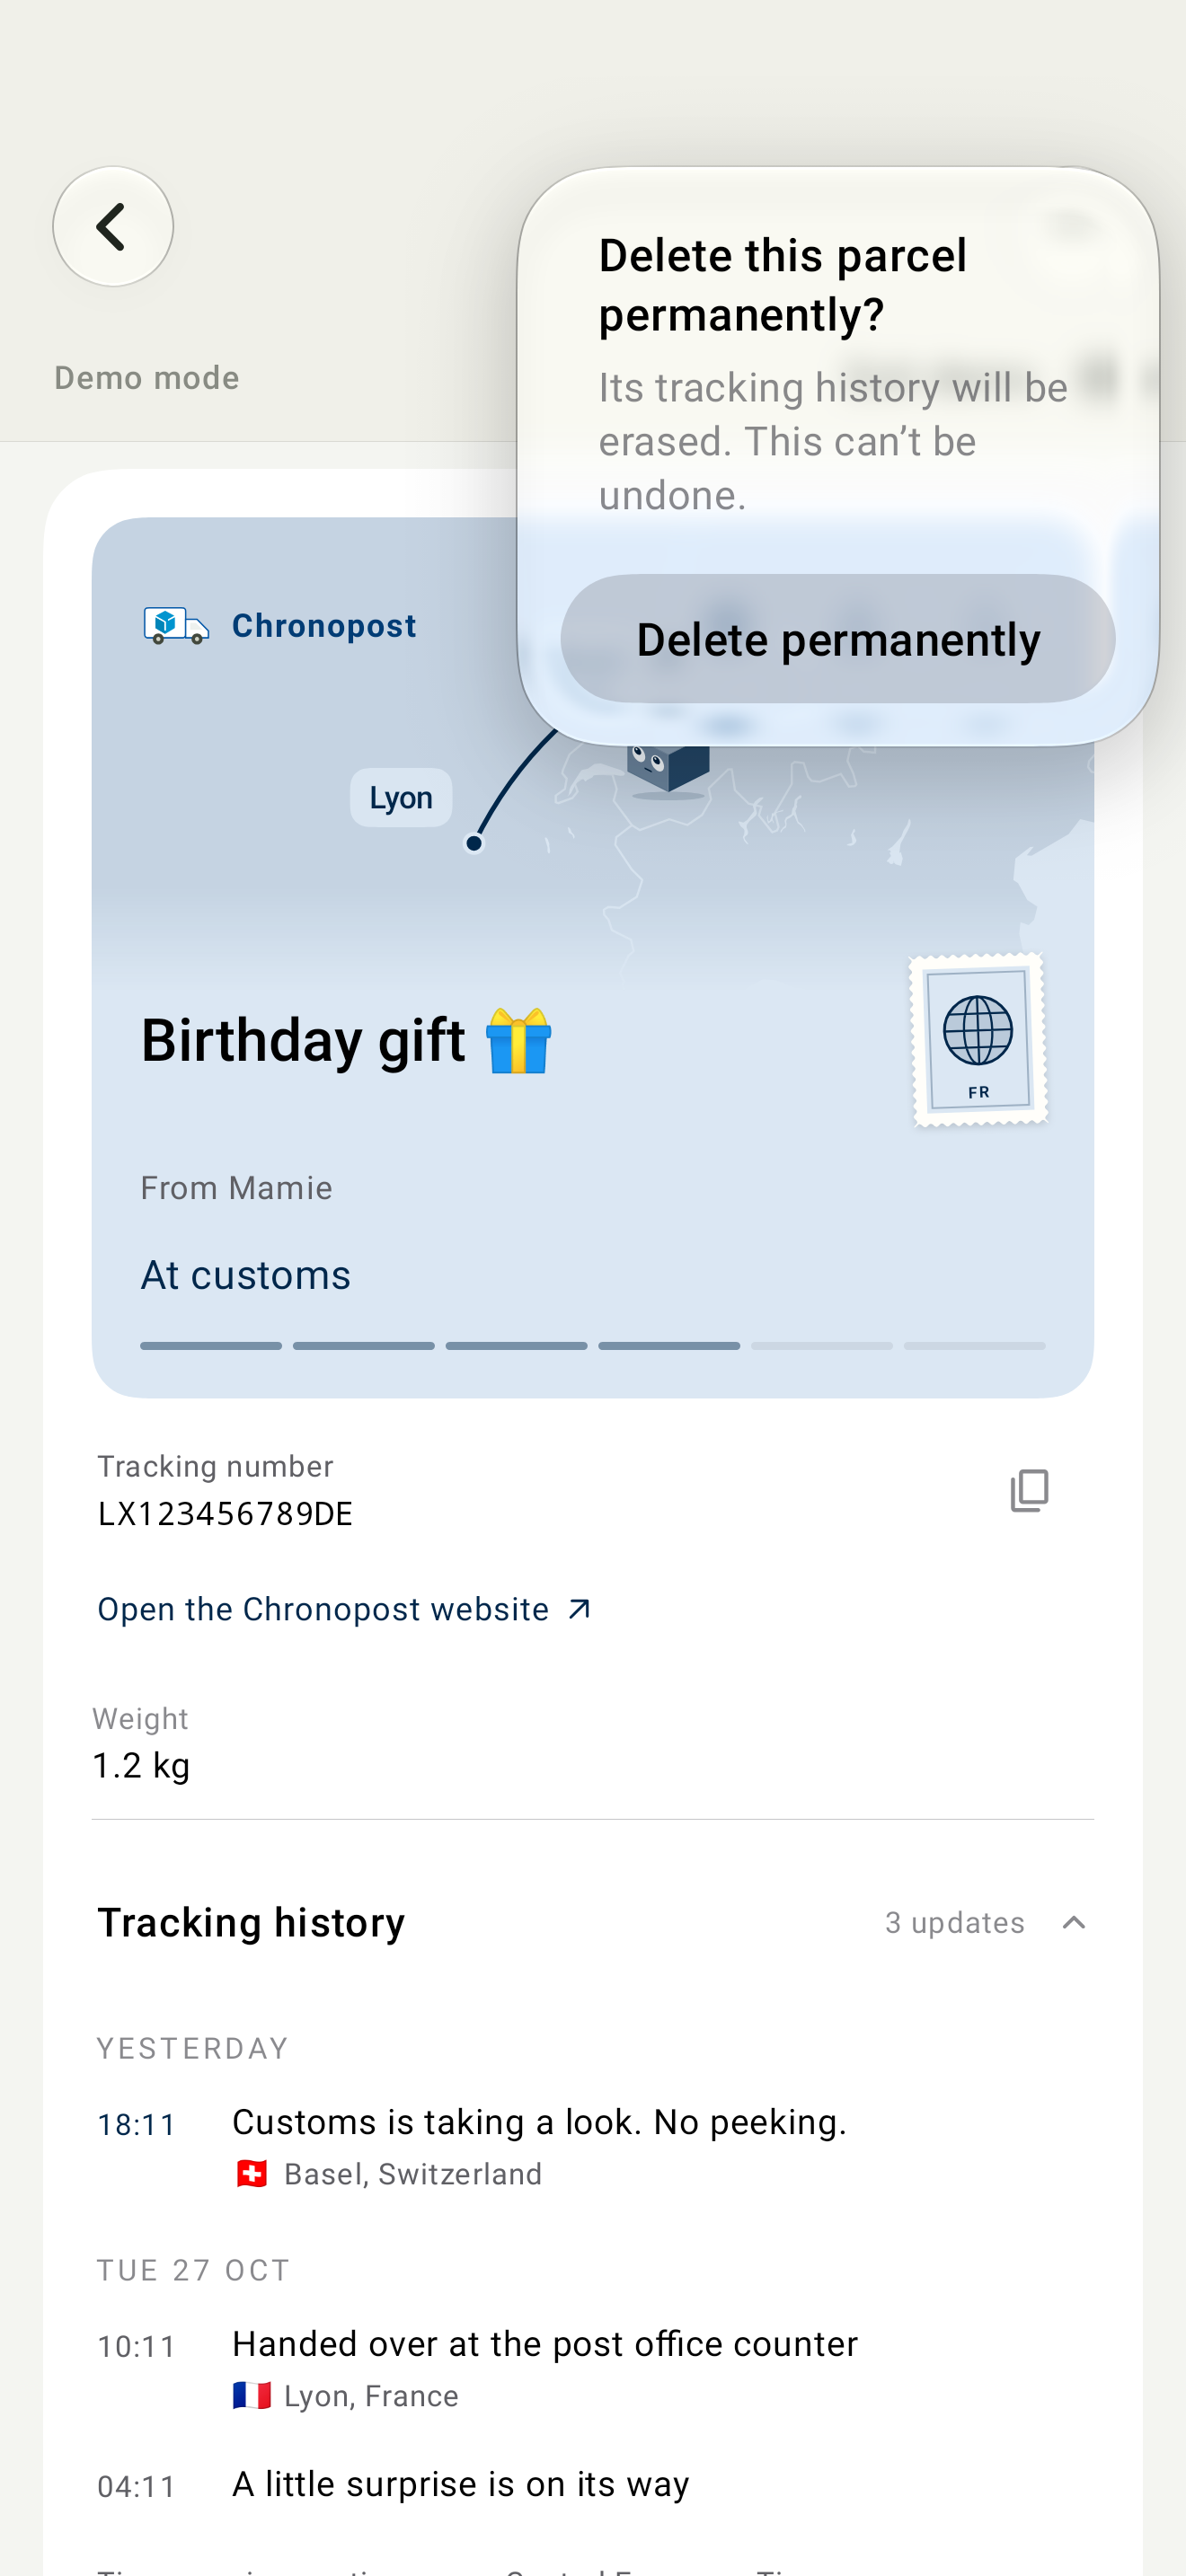 Delete this parcel
permanently?
Its tracking history will be
erased. This can’t be
undone.
Delete permanently
Demo mode
Chronopost
Lyon
Birthday gift
FR
From Mamie
At customs
Tracking number
LX123456789DE
Open the Chronopost website
Weight
1.2 kg
Tracking history
3 updates
YESTERDAY
18:11
Customs is taking a look. No peeking.
Basel, Switzerland
TUE 27 OCT
10:11
Handed over at the post office counter
Lyon, France
04:11
A little surprise is on its way